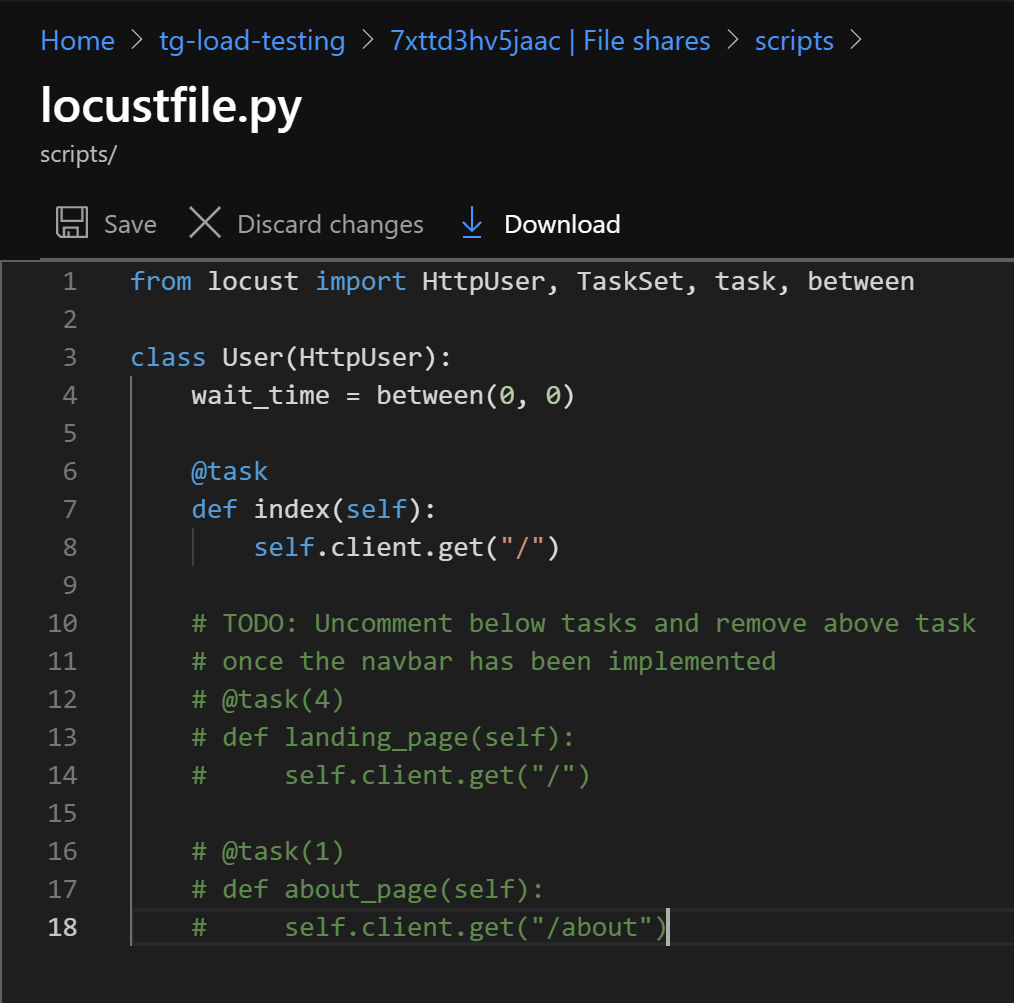 Home > tg-load-testing > 7xttd3hv5jaac | File shares > scripts >
locustfile.py
scripts/
Save Discard changes Download
1 from locust import HttpUser, TaskSet, task, between
2
3 class User(HttpUser):
4     wait_time = between(0, 0)
5
6     @task
7     def index(self):
8         self.client.get("/")
9
10     # TODO: Uncomment below tasks and remove above task
11     # once the navbar has been implemented
12     # @task(4)
13     # def landing_page(self):
14     #     self.client.get("/")
15
16     # @task(1)
17     # def about_page(self):
18     #     self.client.get("/about")